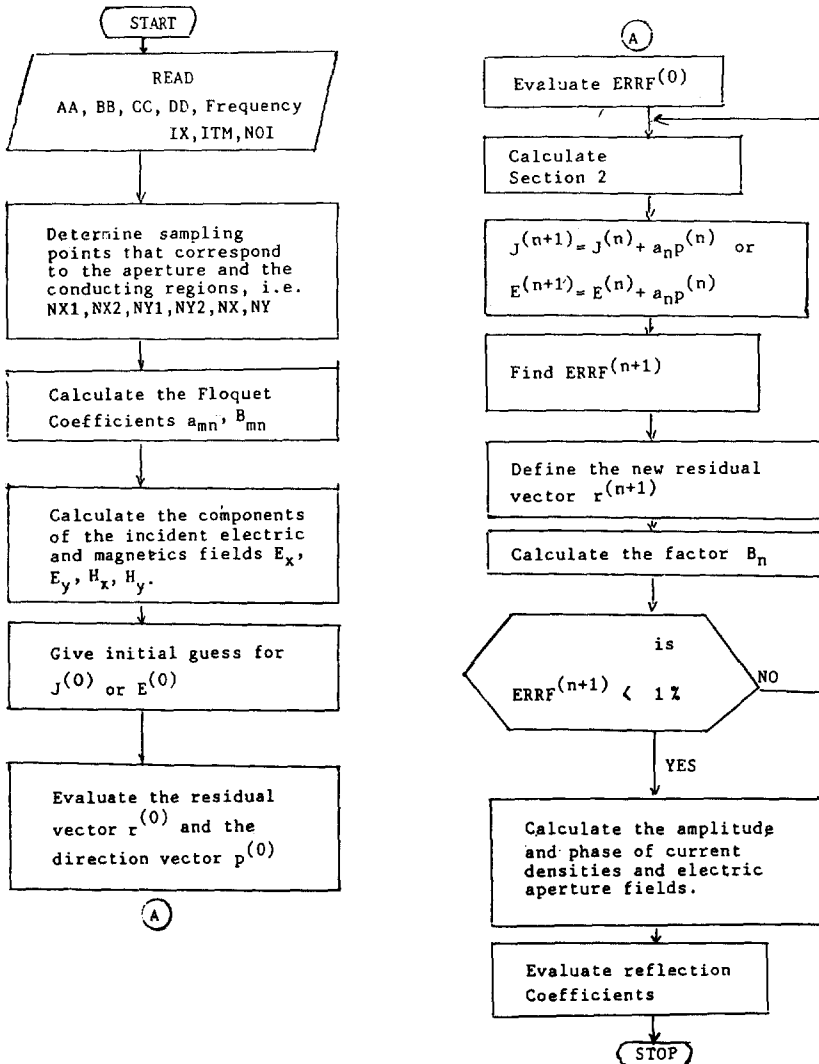 START
READ
AA, BB, CC, DD, Frequency
IX,ITM,NOI
Determine sampling
points that correspond
to the aperture and the
conducting regions, i.e.
NX1,NX2,NY1,NY2,NX,NY
Calculate the Floquet
Coefficients a_mn, B_mn
Calculate the components
of the incident electric
and magnetics fields E_x,
E_y, H_x, H_y.
Give initial guess for
J^(0) or E^(0)
Evaluate the residual
vector r^(0) and the
direction vector p^(0)
A
A
Evaluate ERRF^(0)
Calculate
Section 2
J^(n+1)= J^(n)+ a_n p^(n) or
E^(n+1)= E^(n)+ a_n p^(n)
Find ERRF^(n+1)
Define the new residual
vector r^(n+1)
Calculate the factor B_n
is
ERRF^(n+1) < 1%
NO
YES
Calculate the amplitude
and phase of current
densities and electric
aperture fields.
Evaluate reflection
Coefficients
STOP